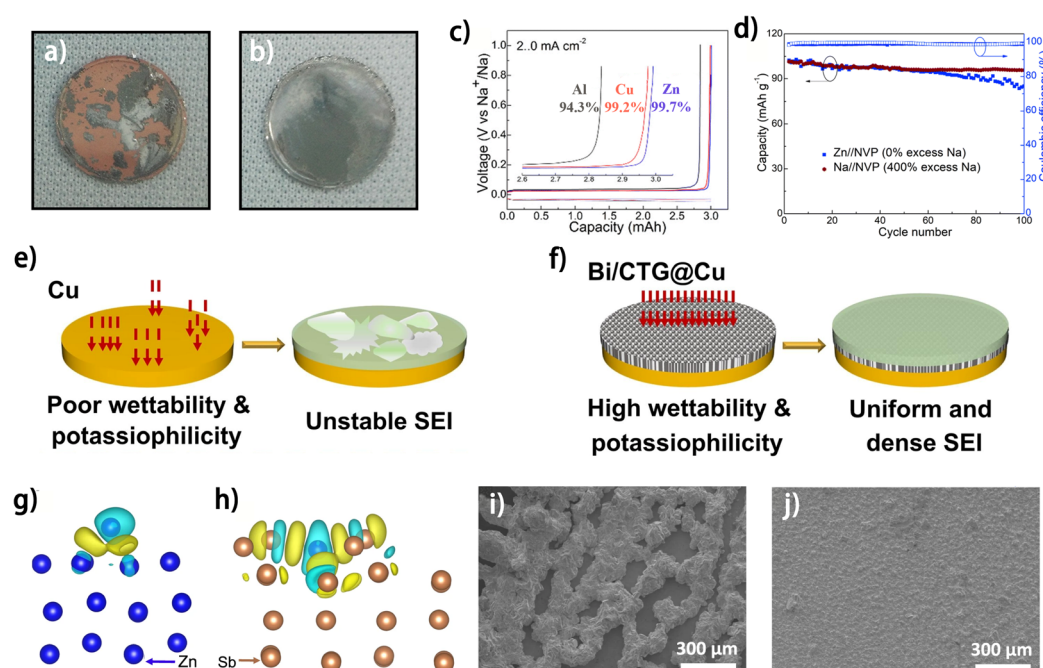 a)
b)
c)
2..0 mA cm⁻²
Al
94.3%
Cu
99.2%
Zn
99.7%
Voltage (V vs Na⁺/Na)
1.0
0.8
0.6
0.4
0.2
0.0
2.6 2.7 2.8 2.9 3.0
0.0 0.5 1.0 1.5 2.0 2.5 3.0
Capacity (mAh)
d)
Capacity (mAh g⁻¹)
120
90
60
30
0
100
80
60
40
20
0
Coulombic efficiency (%)
Zn//NVP (0% excess Na)
Na//NVP (400% excess Na)
0 20 40 60 80 100
Cycle number
e)
Cu
Poor wettability &
potassiophilicity
Unstable SEI
f)
Bi/CTG@Cu
High wettability &
potassiophilicity
Uniform and
dense SEI
g)
Zn
h)
Sb
i)
300 μm
j)
300 μm